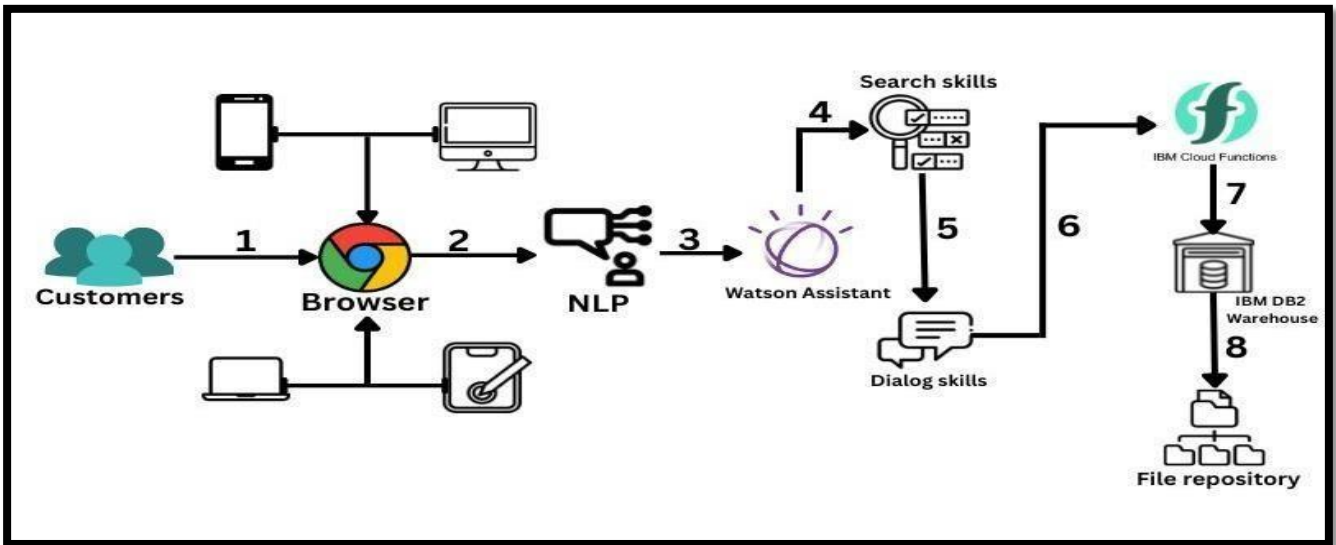 Customers
1
Browser
2
NLP
3
Watson Assistant
4
Search skills
5
Dialog skills
6
IBM Cloud Functions
7
IBM DB2
Warehouse
8
File repository